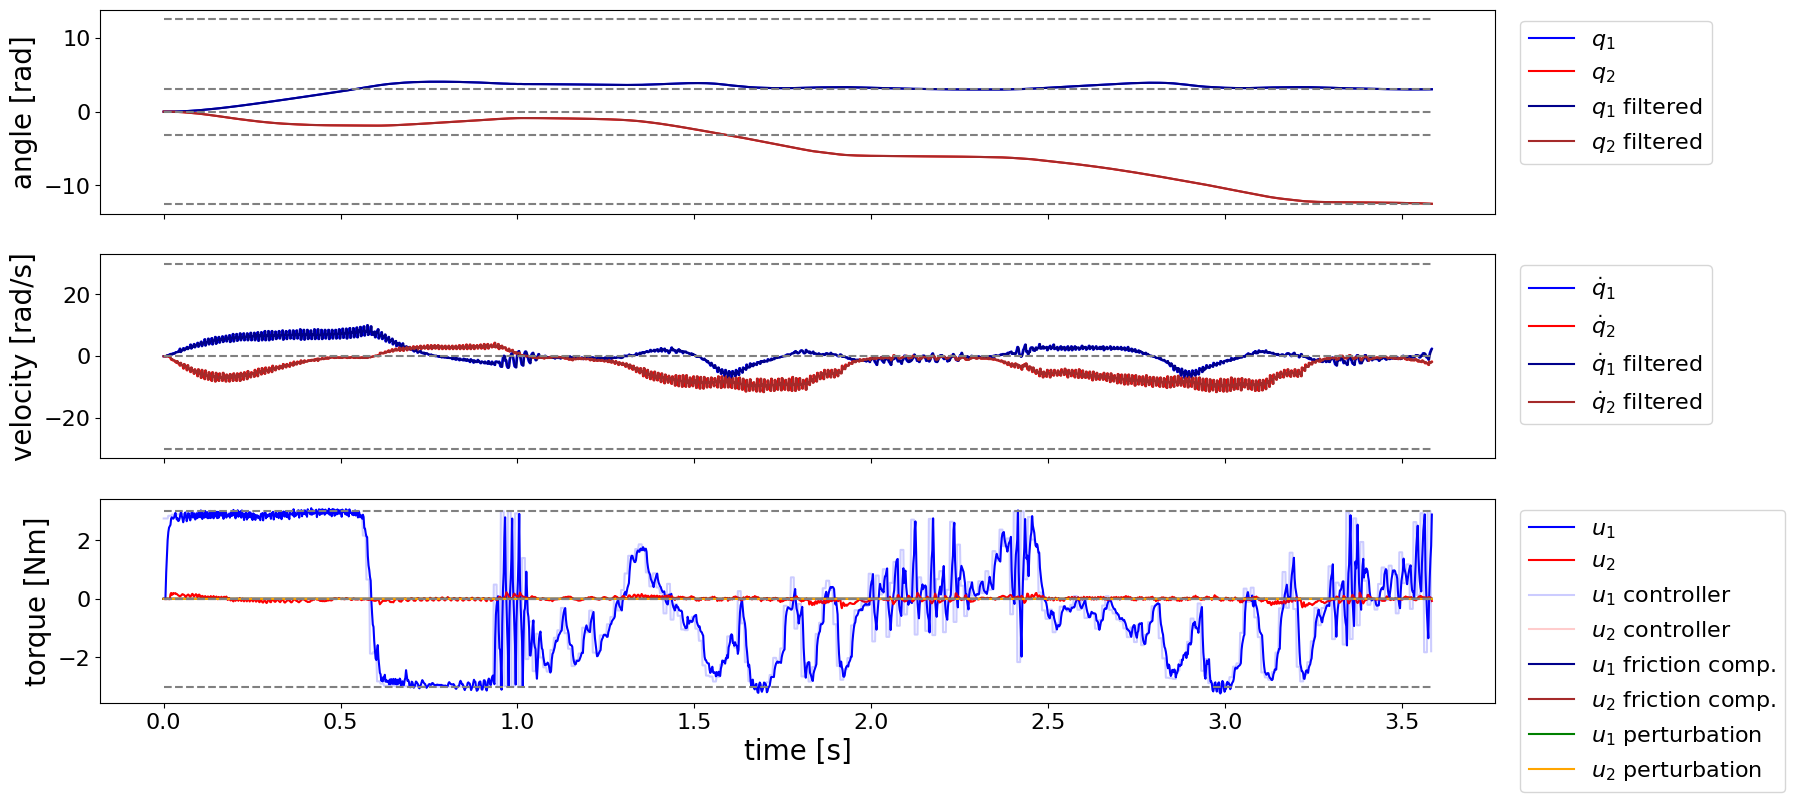 angle [rad]
10
0
−10
q₁
q₂
q₁ filtered
q₂ filtered
velocity [rad/s]
20
0
−20
q̇₁
q̇₂
q̇₁ filtered
q̇₂ filtered
torque [Nm]
2
0
−2
0.0 0.5 1.0 1.5 2.0 2.5 3.0 3.5
time [s]
u₁
u₂
u₁ controller
u₂ controller
u₁ friction comp.
u₂ friction comp.
u₁ perturbation
u₂ perturbation